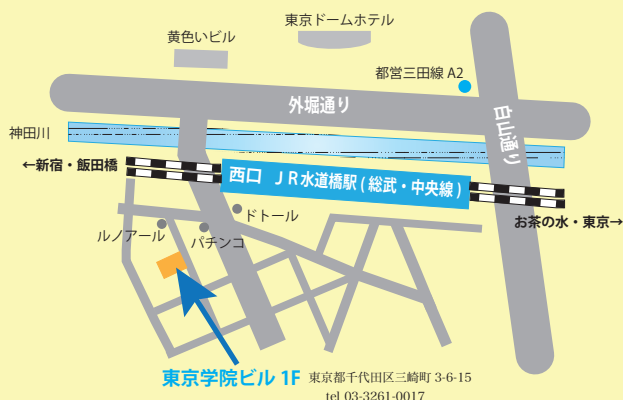 東京ドームホテル
黄色いビル
都営三田線 A2
外堀通り
白山通り
神田川
←新宿・飯田橋
西口 ＪＲ水道橋駅 ( 総武・中央線 )
お茶の水・東京→
ドトール
ルノアール
パチンコ
東京学院ビル 1F 東京都千代田区三崎町 3-6-15
tel 03-3261-0017